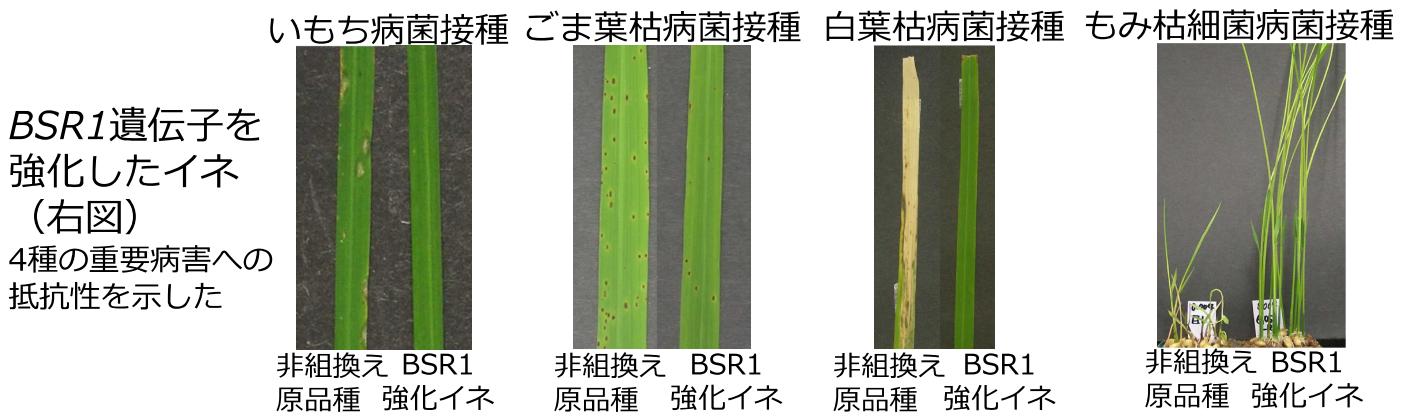 BSR1遺伝子を
強化したイネ
（右図）
4種の重要病害への
抵抗性を示した
いもち病菌接種
非組換え BSR1
原品種 強化イネ
ごま葉枯病菌接種
非組換え BSR1
原品種 強化イネ
白葉枯病菌接種
非組換え BSR1
原品種 強化イネ
もみ枯細菌病菌接種
非組換え BSR1
原品種 強化イネ